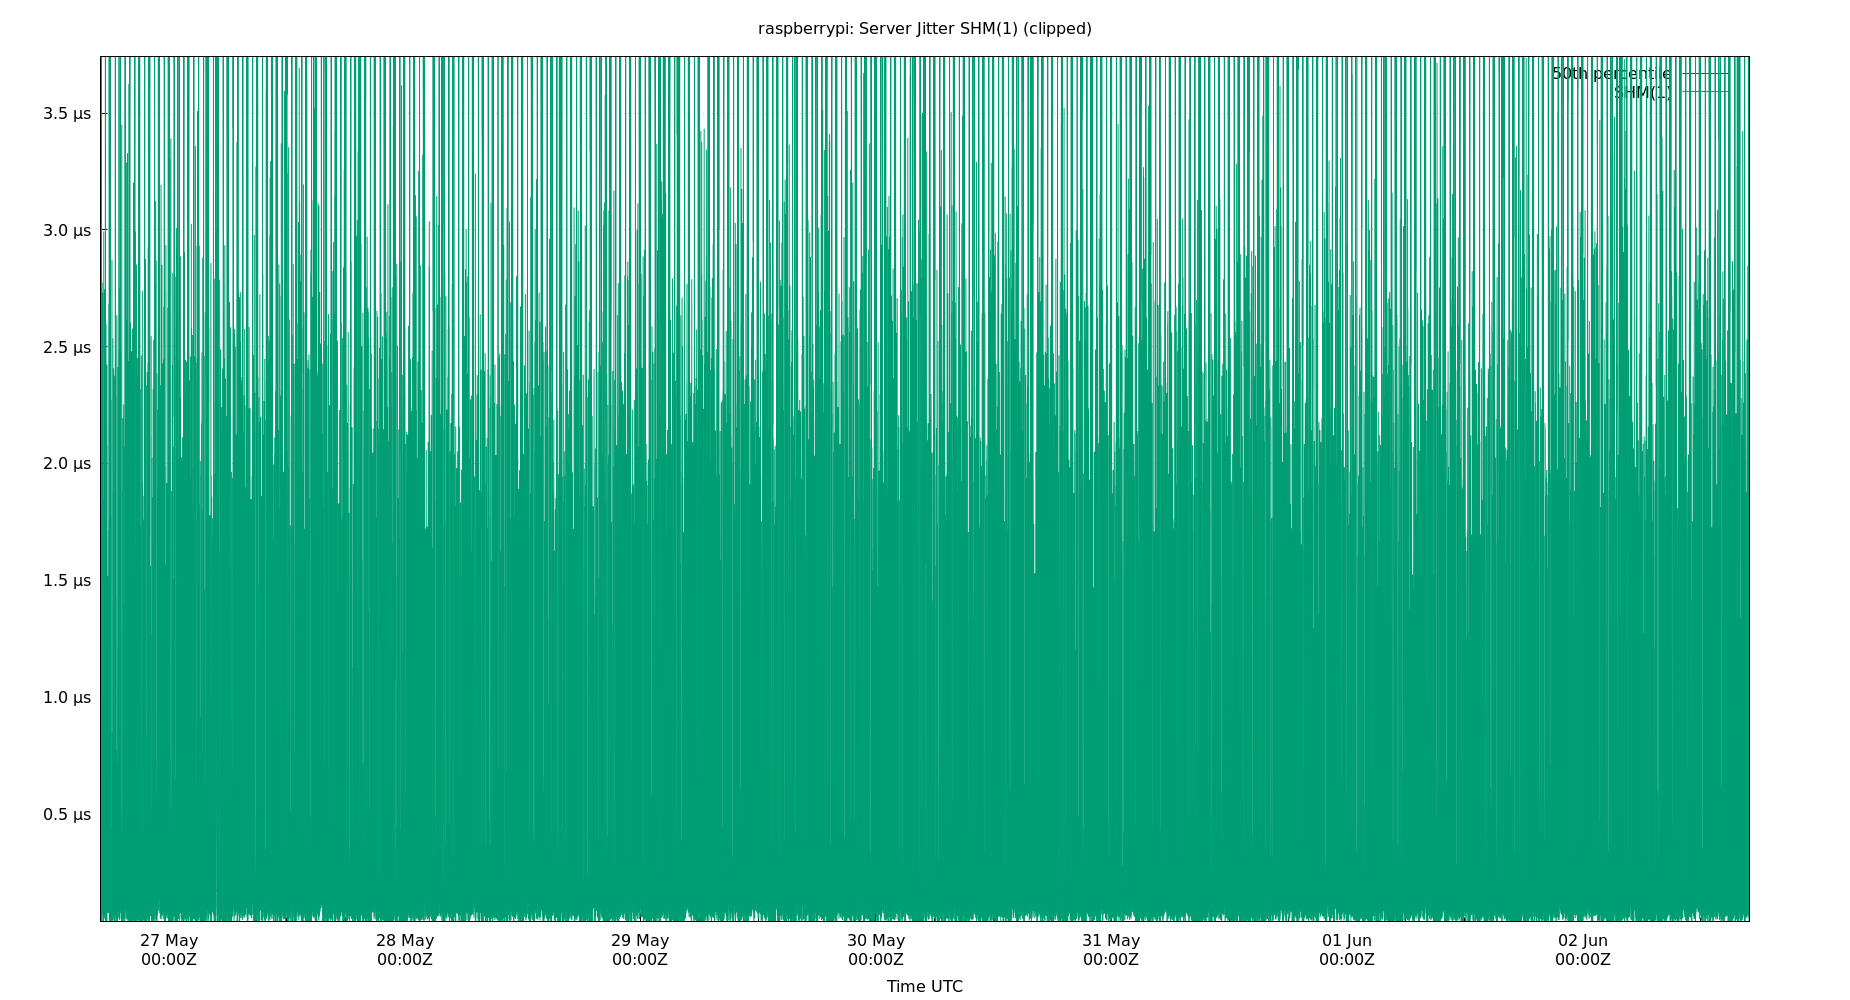 raspberrypi: Server Jitter SHM(1) (clipped)
50th percentile
SHM(1)
3.5 µs
3.0 µs
2.5 µs
2.0 µs
1.5 µs
1.0 µs
0.5 µs
27 May 28 May 29 May 30 May 31 May 01 Jun 02 Jun
00:00Z 00:00Z 00:00Z 00:00Z 00:00Z 00:00Z 00:00Z
Time UTC